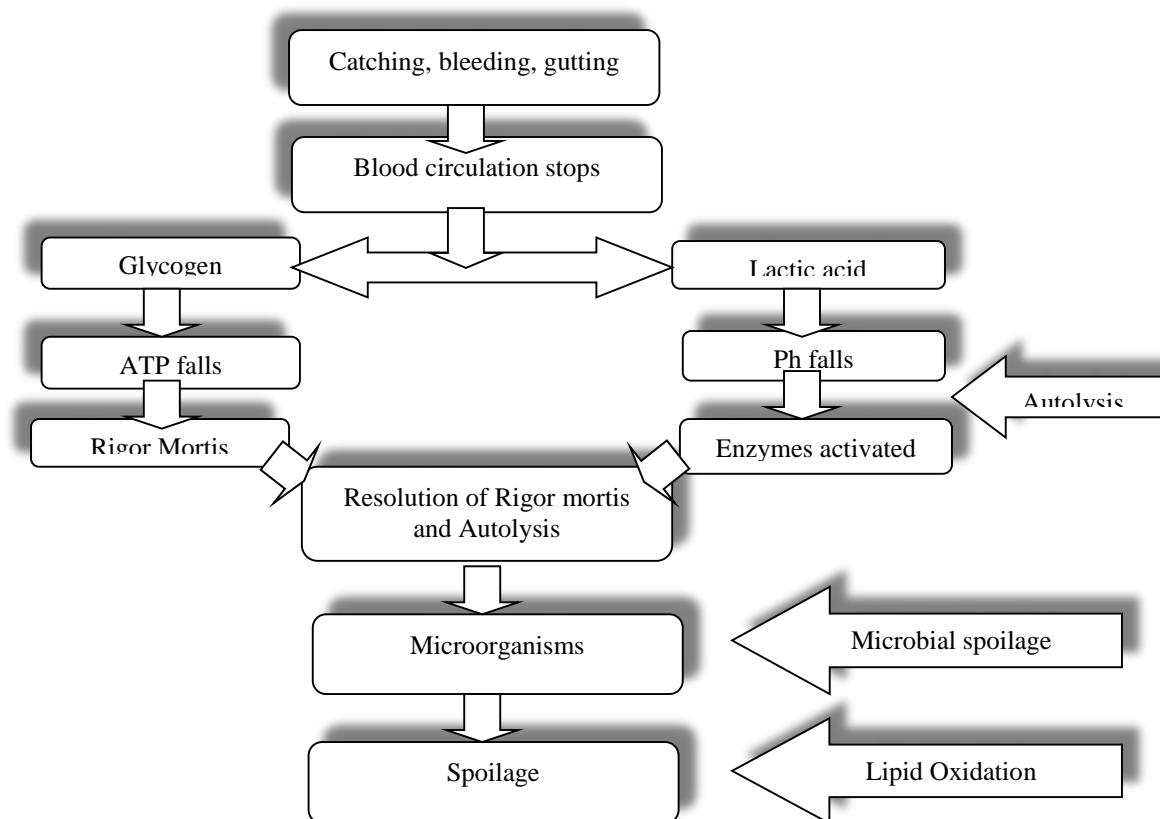 Catching, bleeding, gutting
Blood circulation stops
Glycogen
Lactic acid
ATP falls
Ph falls
Autolysis
Rigor Mortis
Enzymes activated
Resolution of Rigor mortis
and Autolysis
Microorganisms
Microbial spoilage
Spoilage
Lipid Oxidation